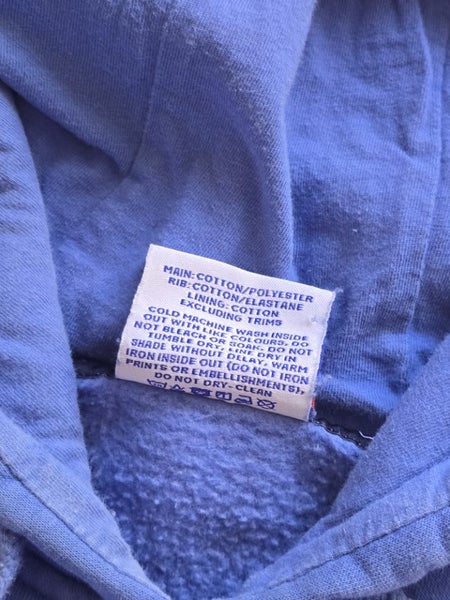 MAIN: COTTON/POLYESTER
RIB: COTTON/ELASTANE
LINING: COTTON
EXCLUDING TRIMS
COLD MACHINE WASH INSIDE
OUT WITH LIKE COLOURS, DO
NOT BLEACH OR SOAK, DO NOT
TUMBLE DRY, LINE DRY IN
SHADE WITHOUT DELAY, WARM
IRON INSIDE OUT (DO NOT IRON
PRINTS OR EMBELLISHMENTS),
DO NOT DRY-CLEAN